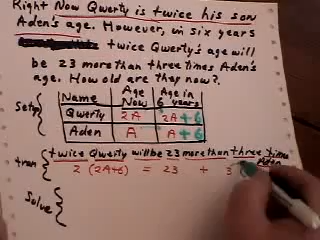 Right Now Qwerty is twice his son
Aden's age. However, in six years
twice Qwerty's age will
be 23 more than three times Aden's
age. How old are they now?.
Setup
Name Age Now Age in 6 years
Qwerty 2A 2A+6
Aden A A+6
tran twice Qwerty will be 23 more than three times
Aden
2 (2A+6) = 23 + 3
Solve